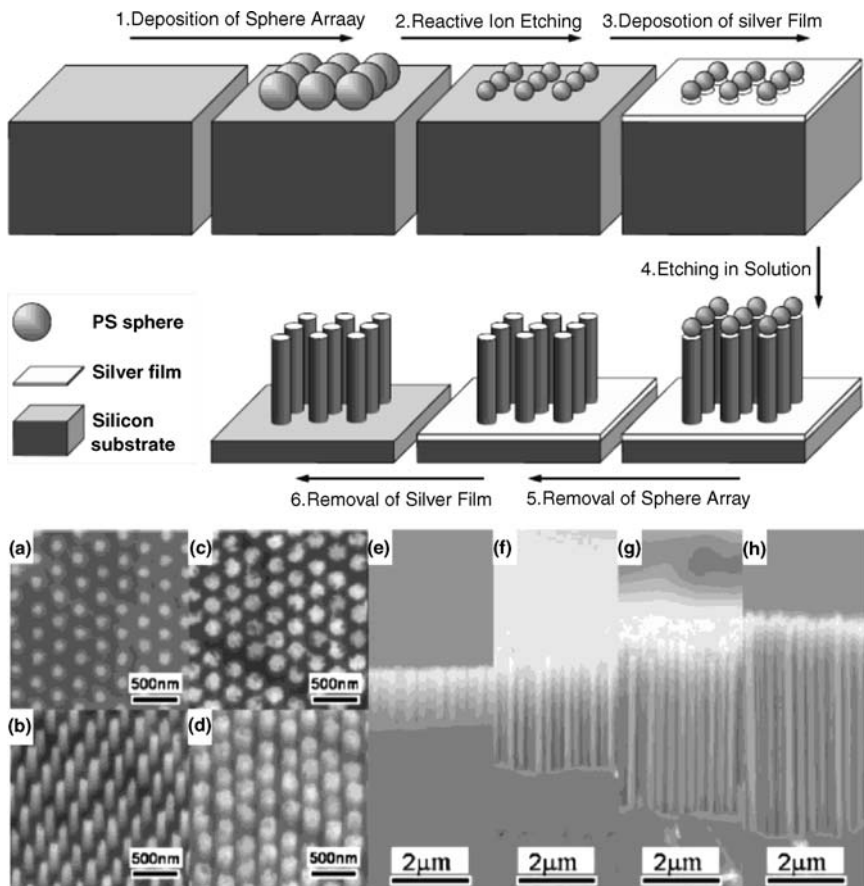 1.Deposition of Sphere Arraay
2.Reactive Ion Etching
3.Deposotion of silver Film
4.Etching in Solution
PS sphere
Silver film
Silicon
substrate
6.Removal of Silver Film
5.Removal of Sphere Array
(a)
500nm
(c)
500nm
(b)
500nm
(d)
500nm
(e)
2μm
(f)
2μm
(g)
2μm
(h)
2μm